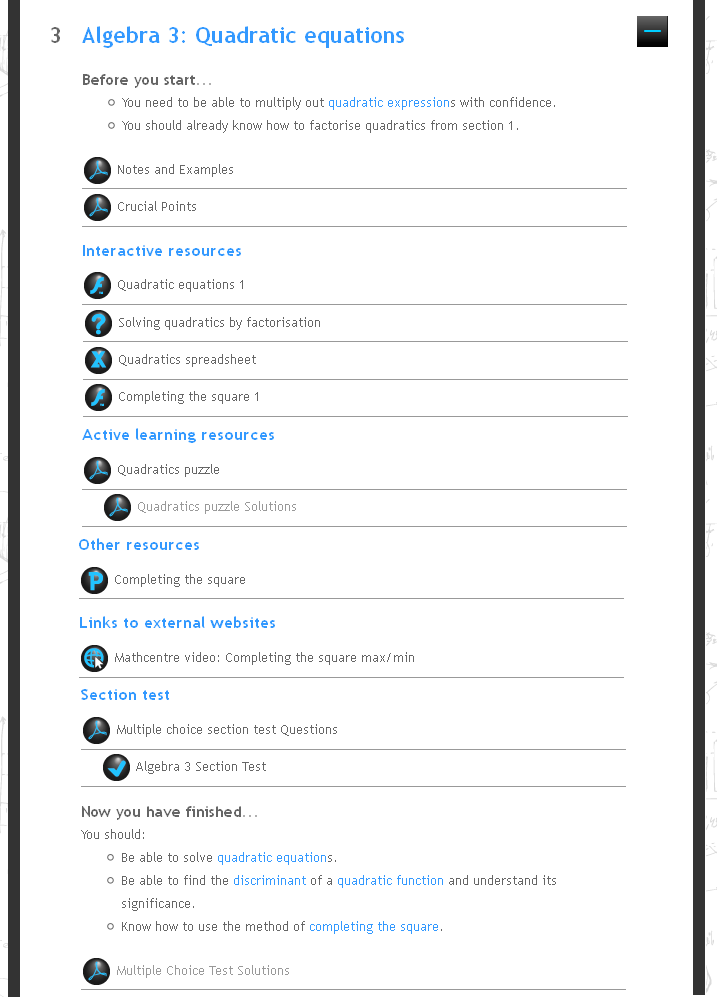 3 Algebra 3: Quadratic equations
Before you start...
You need to be able to multiply out quadratic expressions with confidence.
You should already know how to factorise quadratics from section 1.
Notes and Examples
Crucial Points
Interactive resources
Quadratic equations 1
Solving quadratics by factorisation
Quadratics spreadsheet
Completing the square 1
Active learning resources
Quadratics puzzle
Quadratics puzzle Solutions
Other resources
Completing the square
Links to external websites
Mathcentre video: Completing the square max/min
Section test
Multiple choice section test Questions
Algebra 3 Section Test
Now you have finished...
You should:
Be able to solve quadratic equations.
Be able to find the discriminant of a quadratic function and understand its
significance.
Know how to use the method of completing the square.
Multiple Choice Test Solutions